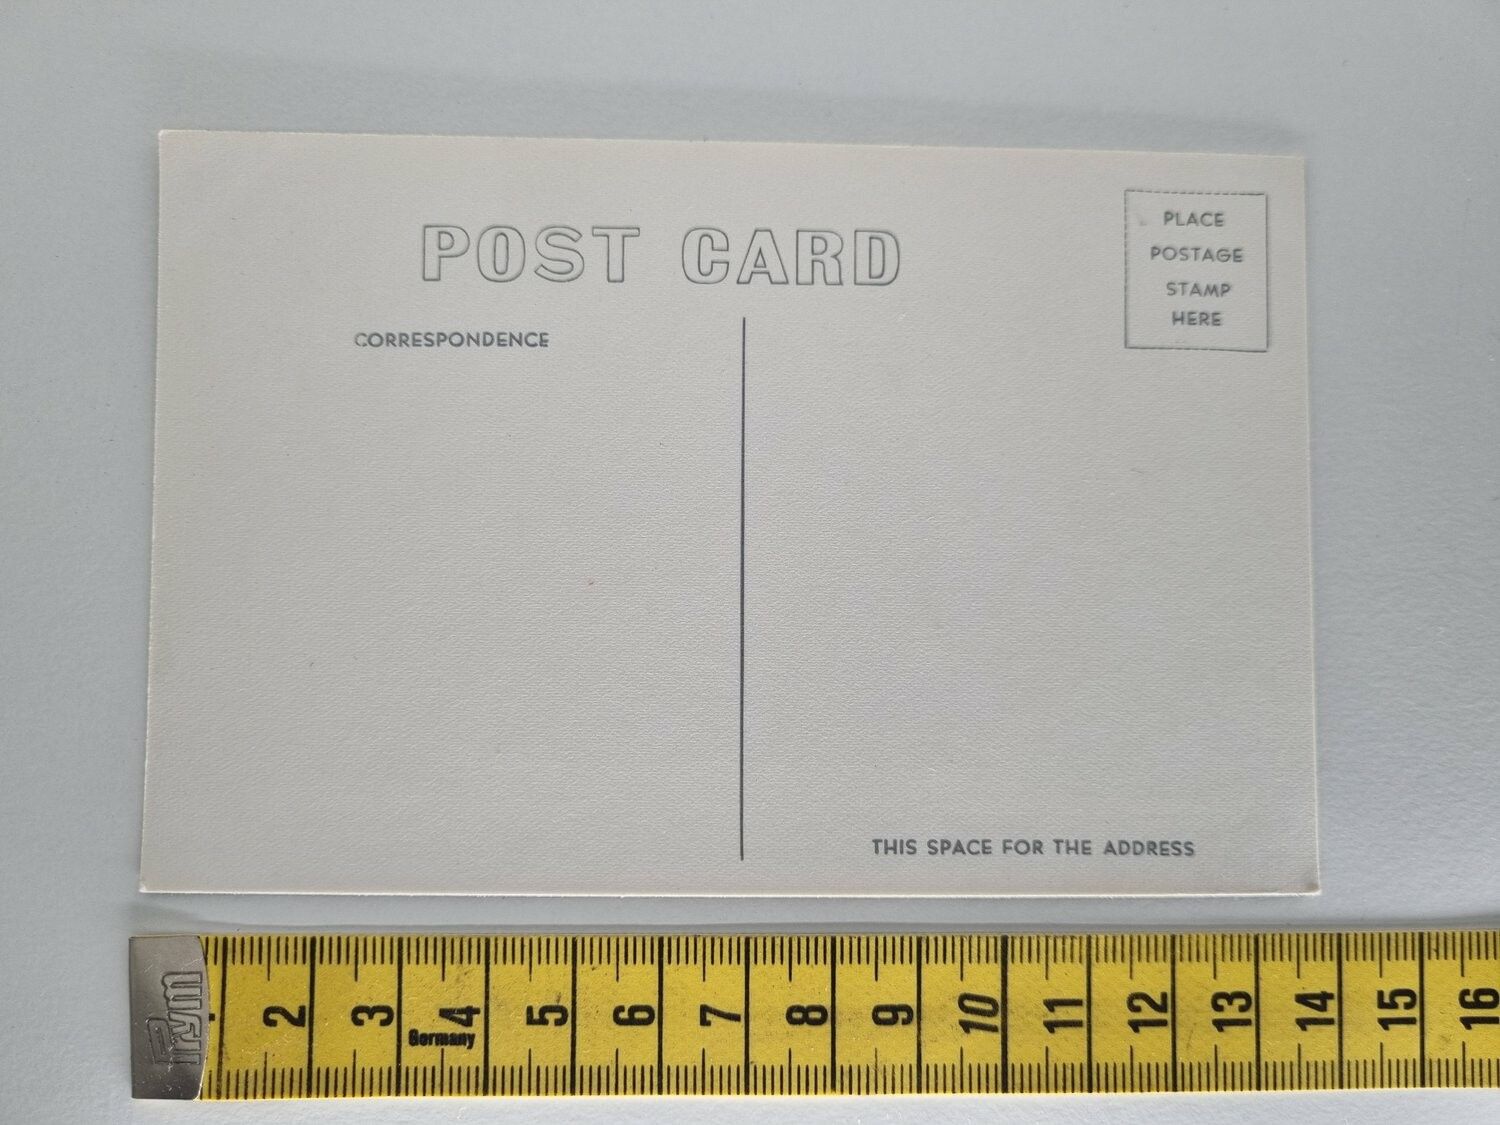 POST CARD
PLACE
POSTAGE
STAMP
HERE
CORRESPONDENCE
THIS SPACE FOR THE ADDRESS
Prym
1 2 3 4 5 6 7 8 9 10 11 12 13 14 15 16
Germany